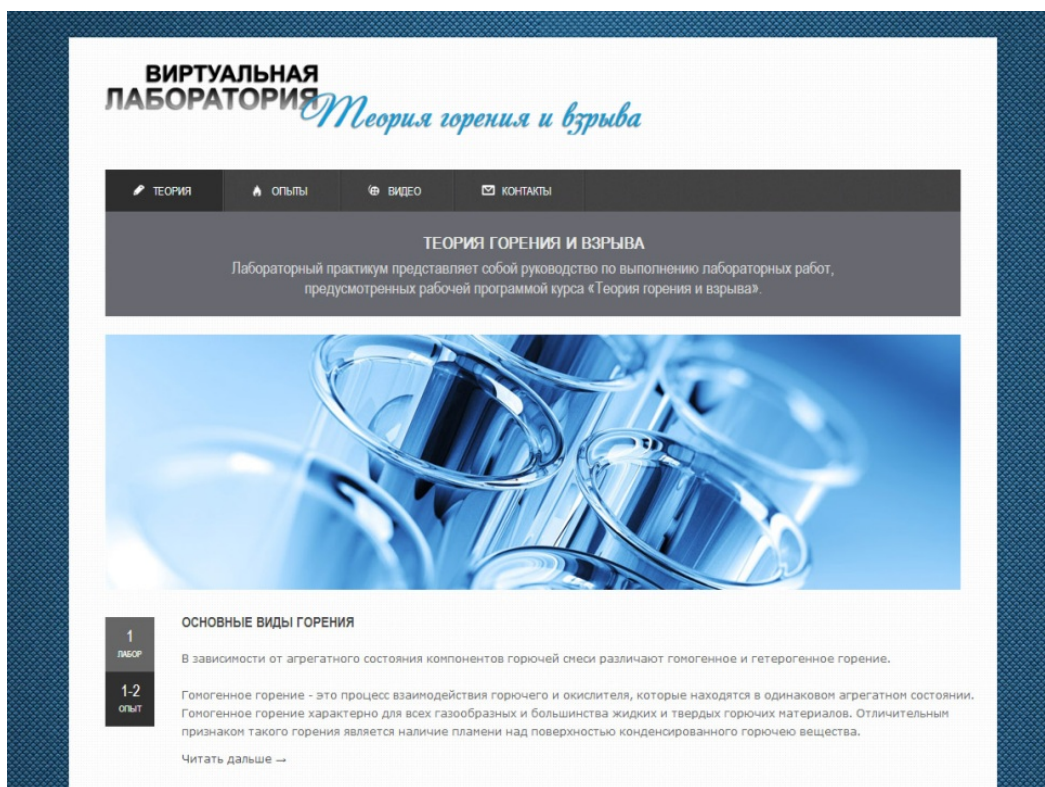 ВИРТУАЛЬНАЯ
ЛАБОРАТОРИЯ
Теория горения и взрыва
ТЕОРИЯ ОПЫТЫ ВИДЕО КОНТАКТЫ
ТЕОРИЯ ГОРЕНИЯ И ВЗРЫВА
Лабораторный практикум представляет собой руководство по выполнению лабораторных работ,
предусмотренных рабочей программой курса «Теория горения и взрыва».
1
ЛАБОР
1-2
ОПЫТ
ОСНОВНЫЕ ВИДЫ ГОРЕНИЯ
В зависимости от агрегатного состояния компонентов горючей смеси различают гомогенное и гетерогенное горение.
Гомогенное горение - это процесс взаимодействия горючего и окислителя, которые находятся в одинаковом агрегатном состоянии.
Гомогенное горение характерно для всех газообразных и большинства жидких и твердых горючих материалов. Отличительным
признаком такого горения является наличие пламени над поверхностью конденсированного горючею вещества.
Читать дальше →